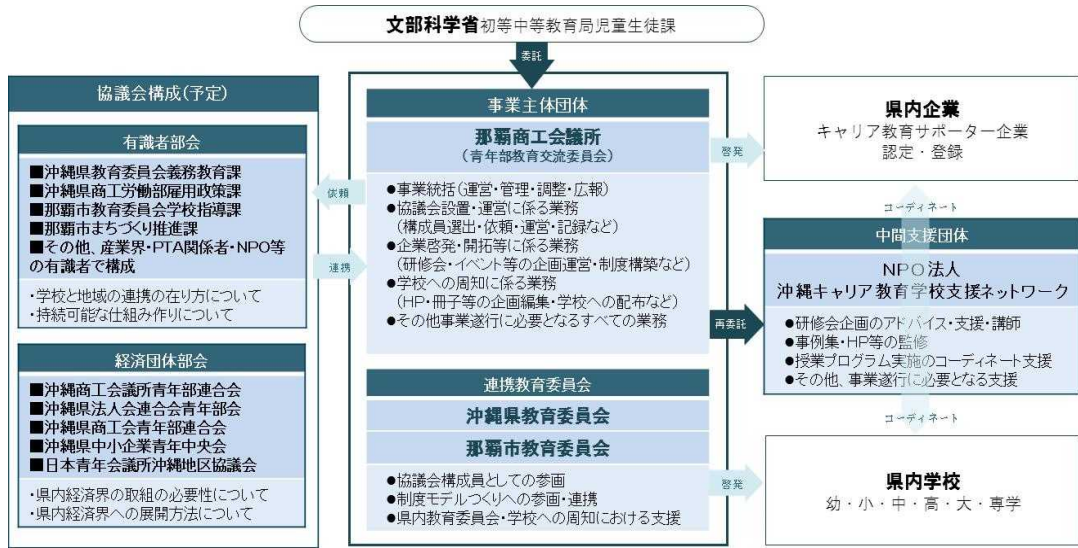 文部科学省初等中等教育局児童生徒課
委託
協議会構成(予定)
有識者部会
■沖縄県教育委員会義務教育課
■沖縄県商工労働部雇用政策課
■那覇市教育委員会学校指導課
■那覇市まちづくり推進課
■その他、産業界・PTA関係者・NPO等
の有識者で構成
・学校と地域の連携の在り方について
・持続可能な仕組み作りについて
経済団体部会
■沖縄商工会議所青年部連合会
■沖縄県法人会連合会青年部会
■沖縄県商工会青年部連合会
■沖縄県中小企業青年中央会
■日本青年会議所沖縄地区協議会
・県内経済界の取組の必要性について
・県内経済界への展開方法について
依頼
連携
事業主体団体
那覇商工会議所
(青年部教育交流委員会)
●事業統括(運営・管理・調整・広報)
●協議会設置・運営に係る業務
(構成員選出・依頼・運営・記録など)
●企業啓発・開拓等に係る業務
(研修会・イベント等の企画運営・制度構築など)
●学校への周知に係る業務
(HP・冊子等の企画編集・学校への配布など)
●その他事業遂行に必要となるすべての業務
連携教育委員会
沖縄県教育委員会
那覇市教育委員会
●協議会構成員としての参画
●制度モデルつくりへの参画・連携
●県内教育委員会・学校への周知における支援
啓発
再委託
啓発
県内企業
キャリア教育サポーター企業
認定・登録
コーディネート
中間支援団体
NPO法人
沖縄キャリア教育学校支援ネットワーク
●研修会企画のアドバイス・支援・講師
●事例集・HP等の監修
●授業プログラム実施のコーディネート支援
●その他、事業遂行に必要となる支援
コーディネート
県内学校
幼・小・中・高・大・専学